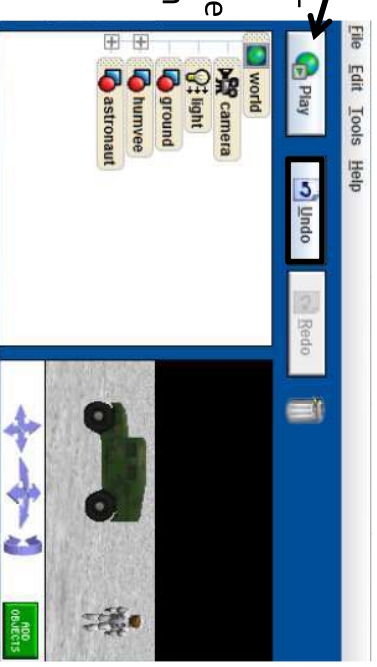 File Edit Tools Help
Play Undo Redo
world
camera
light
ground
humvee
astronaut
ADD
OBJECTS
e